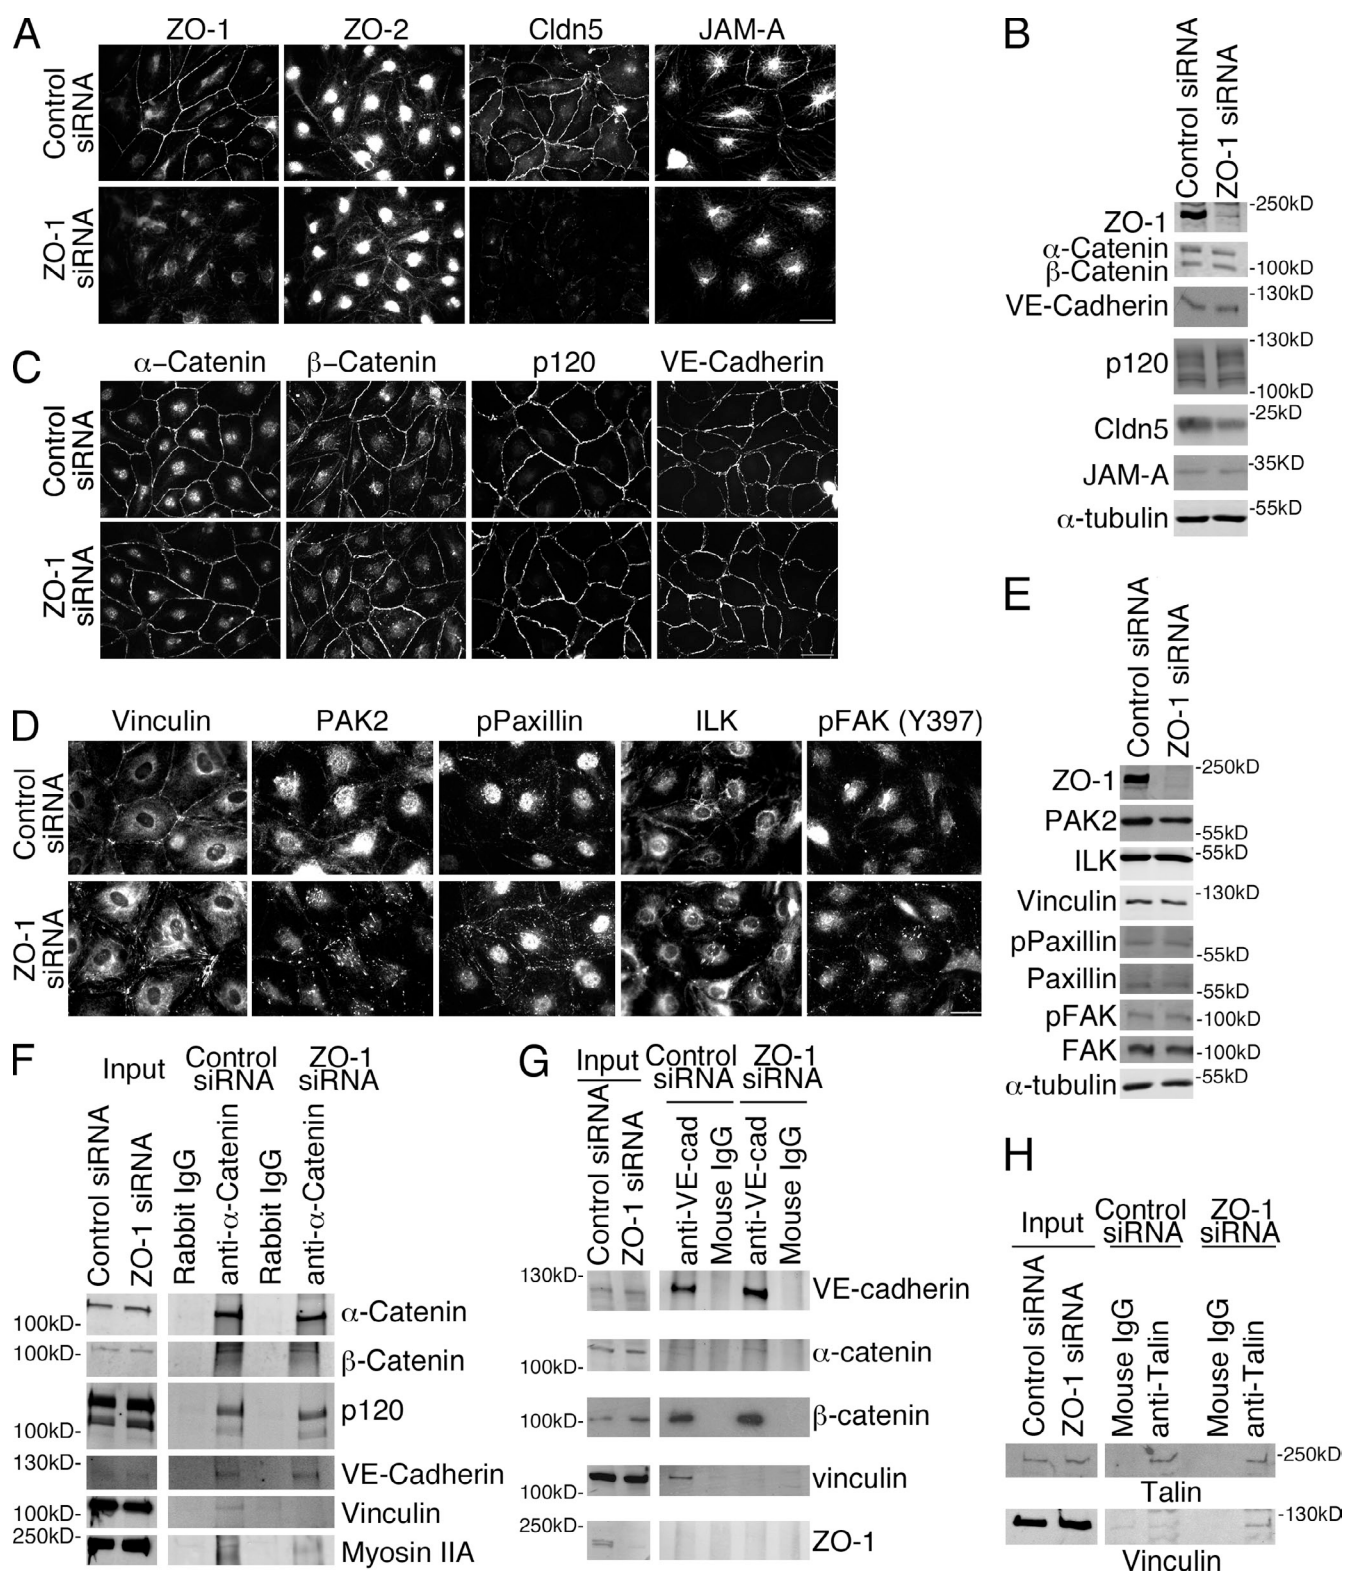 A
ZO-1
ZO-2
Cldn5
JAM-A
Control
siRNA
ZO-1
siRNA
B
Control siRNA
ZO-1 siRNA
ZO-1
-250kD
α-Catenin
β-Catenin
-100kD
VE-Cadherin
-130kD
p120
-130kD
-100kD
Cldn5
-25kD
JAM-A
-35KD
α-tubulin
-55kD
C
α–Catenin
β–Catenin
p120
VE-Cadherin
Control
siRNA
ZO-1
siRNA
D
Vinculin
PAK2
pPaxillin
ILK
pFAK (Y397)
Control
siRNA
ZO-1
siRNA
E
Control siRNA
ZO-1 siRNA
ZO-1
-250kD
PAK2
-55kD
ILK
-55kD
Vinculin
-130kD
pPaxillin
-55kD
Paxillin
-55kD
pFAK
-100kD
FAK
-100kD
α-tubulin
-55kD
F
Input
Control
siRNA
ZO-1
siRNA
Control siRNA
ZO-1 siRNA
Rabbit IgG
anti-α-Catenin
Rabbit IgG
anti-α-Catenin
100kD-
α-Catenin
100kD-
β-Catenin
100kD-
p120
130kD-
VE-Cadherin
100kD-
Vinculin
250kD-
Myosin IIA
G
Input
Control
siRNA
ZO-1
siRNA
Control siRNA
ZO-1 siRNA
anti-VE-cad
Mouse IgG
anti-VE-cad
Mouse IgG
130kD-
VE-cadherin
100kD-
α-catenin
100kD-
β-catenin
100kD-
vinculin
250kD-
ZO-1
H
Input
Control
siRNA
ZO-1
siRNA
Control siRNA
ZO-1 siRNA
Mouse IgG
anti-Talin
Mouse IgG
anti-Talin
-250kD
Talin
-130kD
Vinculin